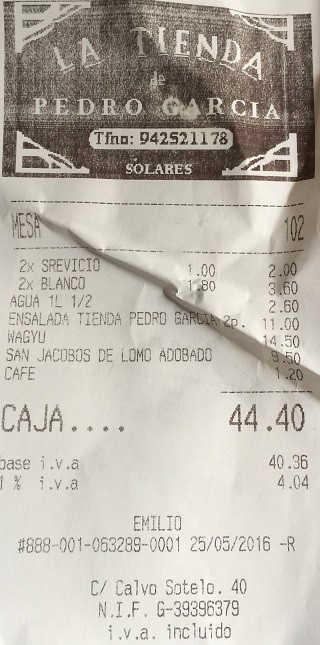 LA TIENDA
de
PEDRO GARCIA
Tfno: 942521178
SOLARES
MESA 102
2x SREVICIO 1.00 2.00
2x BLANCO 1.80 3.60
AGUA 1L 1/2 2.60
ENSALADA TIENDA PEDRO GARCIA 2p. 11.00
WAGYU 14.50
SAN JACOBOS DE LOMO ADOBADO 9.50
CAFE 1.20
CAJA.... 44.40
base i.v.a 40.36
1 % i.v.a 4.04
EMILIO
#888-001-063289-0001 25/05/2016 -R
C/ Calvo Sotelo. 40
N.I.F. G-39396379
i.v.a. incluido